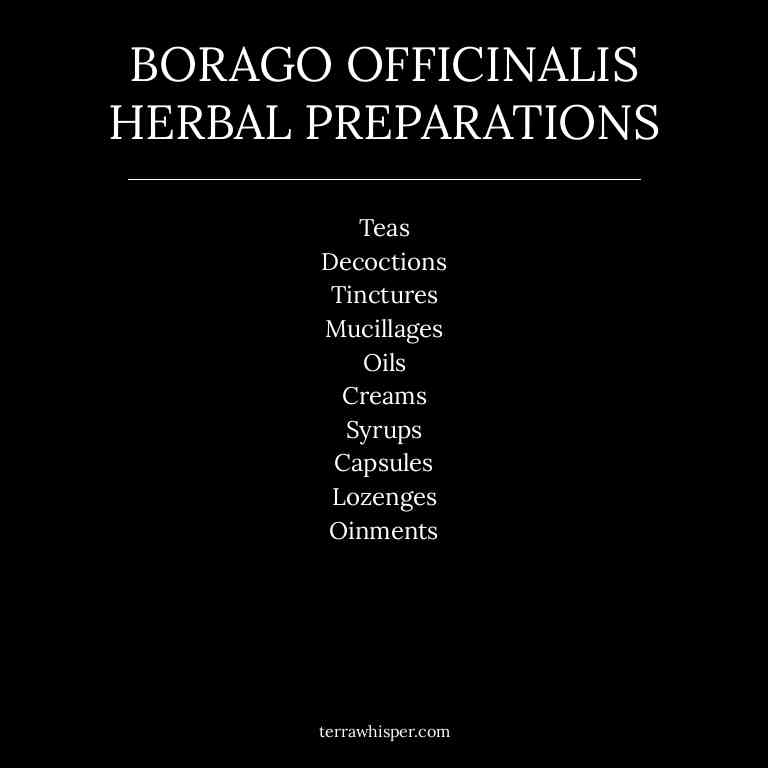 BORAGO OFFICINALIS
HERBAL PREPARATIONS
Teas
Decoctions
Tinctures
Mucillages
Oils
Creams
Syrups
Capsules
Lozenges
Oinments
terrawhisper.com